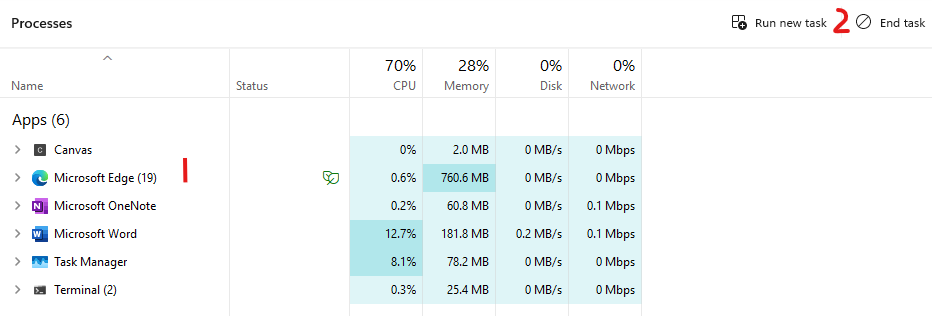 Processes
Run new task 2 End task
70% 28% 0% 0%
Name Status CPU Memory Disk Network
Apps (6)
Canvas 0% 2.0 MB 0 MB/s 0 Mbps
1
Microsoft Edge (19) 0.6% 760.6 MB 0 MB/s 0 Mbps
Microsoft OneNote 0.2% 60.8 MB 0 MB/s 0.1 Mbps
Microsoft Word 12.7% 181.8 MB 0.2 MB/s 0.1 Mbps
Task Manager 8.1% 78.2 MB 0 MB/s 0 Mbps
Terminal (2) 0.3% 25.4 MB 0 MB/s 0 Mbps